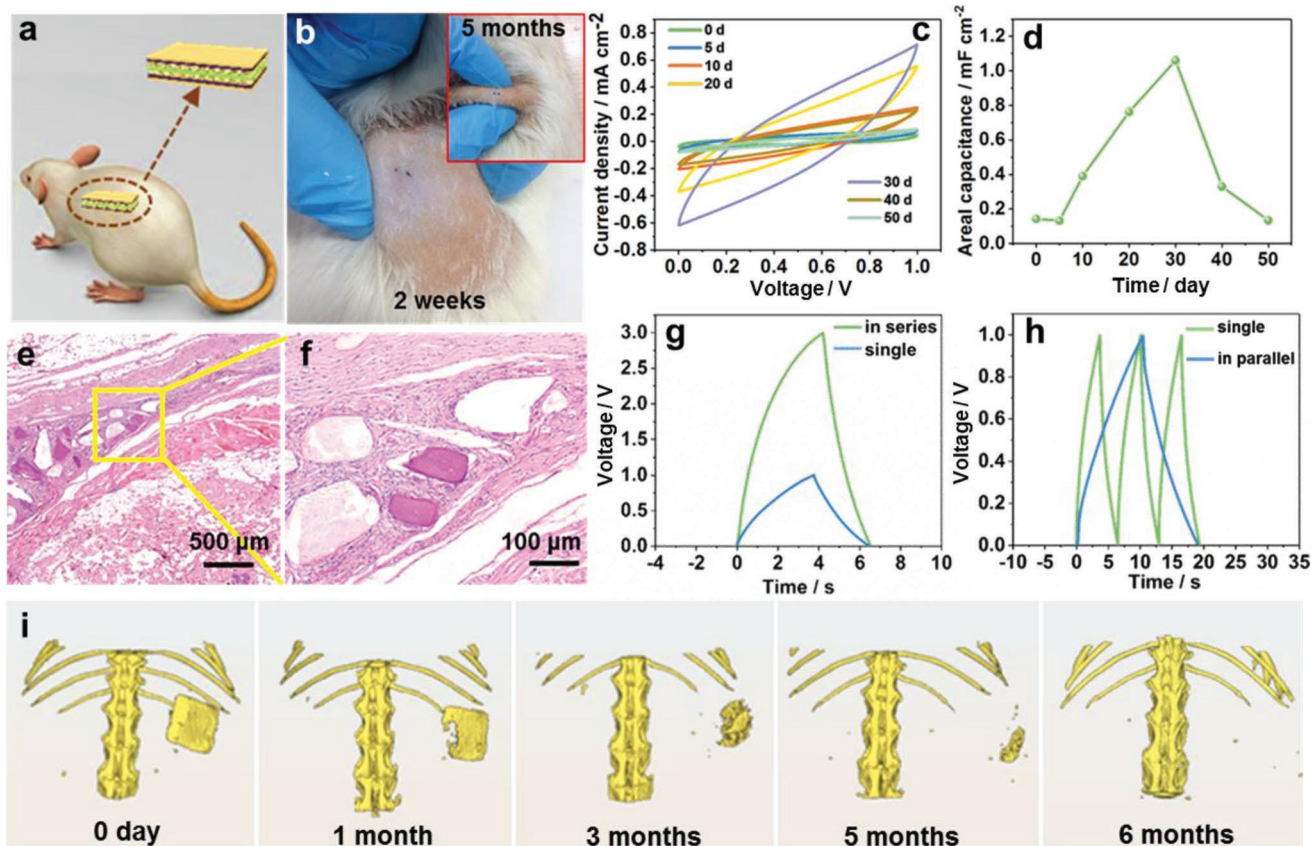 a
b
5 months
2 weeks
c
Current density / mA cm-2
0.8
0.6
0.4
0.2
0.0
-0.2
-0.4
-0.6
-0.8
0 d
5 d
10 d
20 d
30 d
40 d
50 d
0.0 0.2 0.4 0.6 0.8 1.0
Voltage / V
d
Areal capacitance / mF cm-2
1.2
1.0
0.8
0.6
0.4
0.2
0.0
0 10 20 30 40 50
Time / day
e
500 µm
f
100 µm
g
in series
single
Voltage / V
3.0
2.5
2.0
1.5
1.0
0.5
0.0
-4 -2 0 2 4 6 8 10
Time / s
h
single
in parallel
Voltage / V
1.0
0.8
0.6
0.4
0.2
0.0
-10 -5 0 5 10 15 20 25 30 35
Time / s
i
0 day
1 month
3 months
5 months
6 months